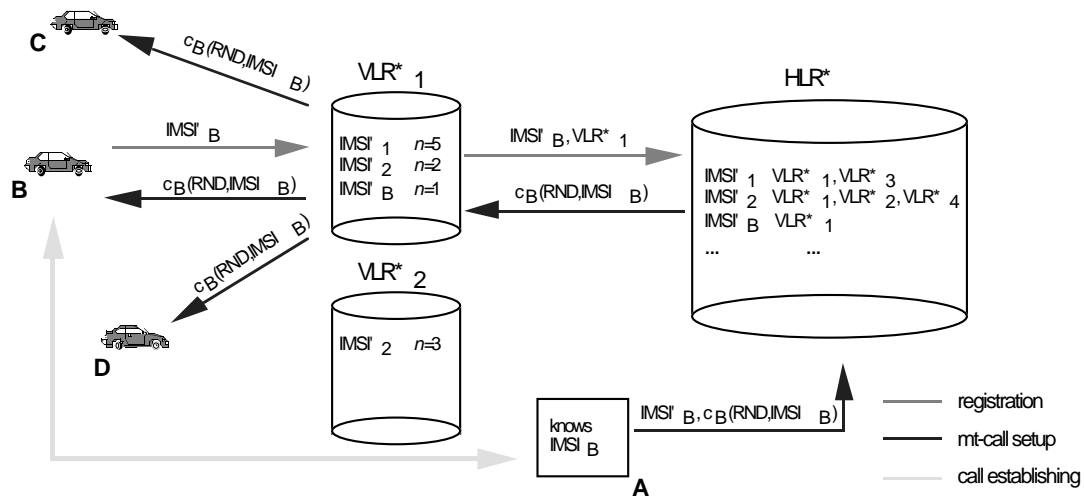 C
c_B(RND,IMSI_B)
VLR*_1
HLR*
IMSI'_B
IMSI'_1 n=5
IMSI'_2 n=2
IMSI'_B n=1
IMSI'_B,VLR*_1
IMSI'_1 VLR*_1,VLR*_3
IMSI'_2 VLR*_1,VLR*_2,VLR*_4
IMSI'_B VLR*_1
... ...
B
c_B(RND,IMSI_B)
c_B(RND,IMSI_B)
c_B(RND,IMSI_B)
VLR*_2
IMSI'_2 n=3
D
knows
IMSI_B
A
IMSI'_B,c_B(RND,IMSI_B)
registration
mt-call setup
call establishing